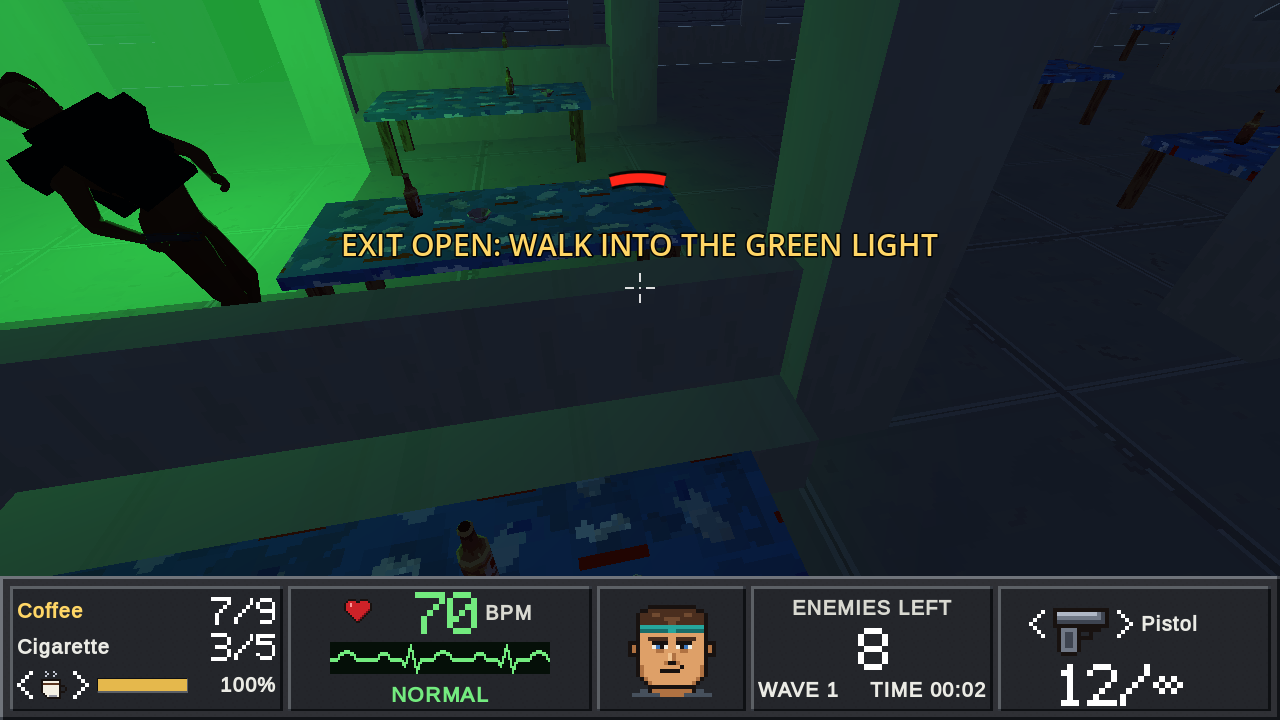 EXIT OPEN: WALK INTO THE GREEN LIGHT
Coffee 7/9
Cigarette 3/5
100%
70 BPM
NORMAL
ENEMIES LEFT
8
WAVE 1 TIME 00:02
Pistol
12/∞